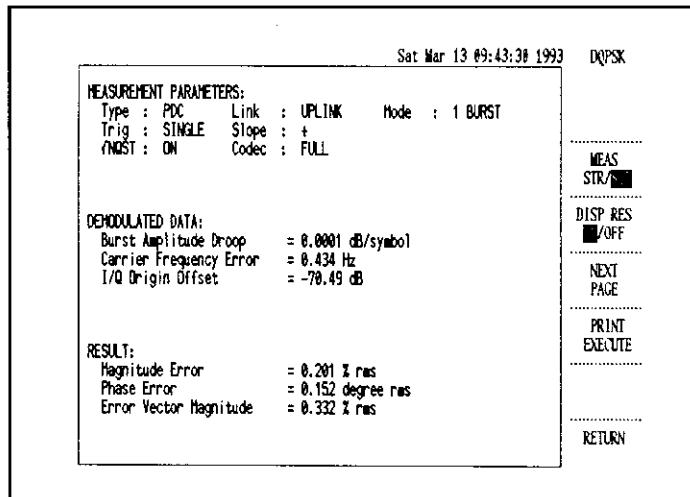 Sat Mar 13 09:43:30 1993
DQPSK
MEASUREMENT PARAMETERS:
Type : PDC Link : UPLINK Mode : 1 BURST
Trig : SINGLE Slope : +
√NQST : ON Codec : FULL
DEMODULATED DATA:
Burst Amplitude Droop = 0.0001 dB/symbol
Carrier Frequency Error = 0.434 Hz
I/Q Origin Offset = -70.49 dB
RESULT:
Magnitude Error = 0.201 % rms
Phase Error = 0.152 degree rms
Error Vector Magnitude = 0.332 % rms
MEAS
STR/
DISP RES
/OFF
NEXT
PAGE
PRINT
EXECUTE
RETURN